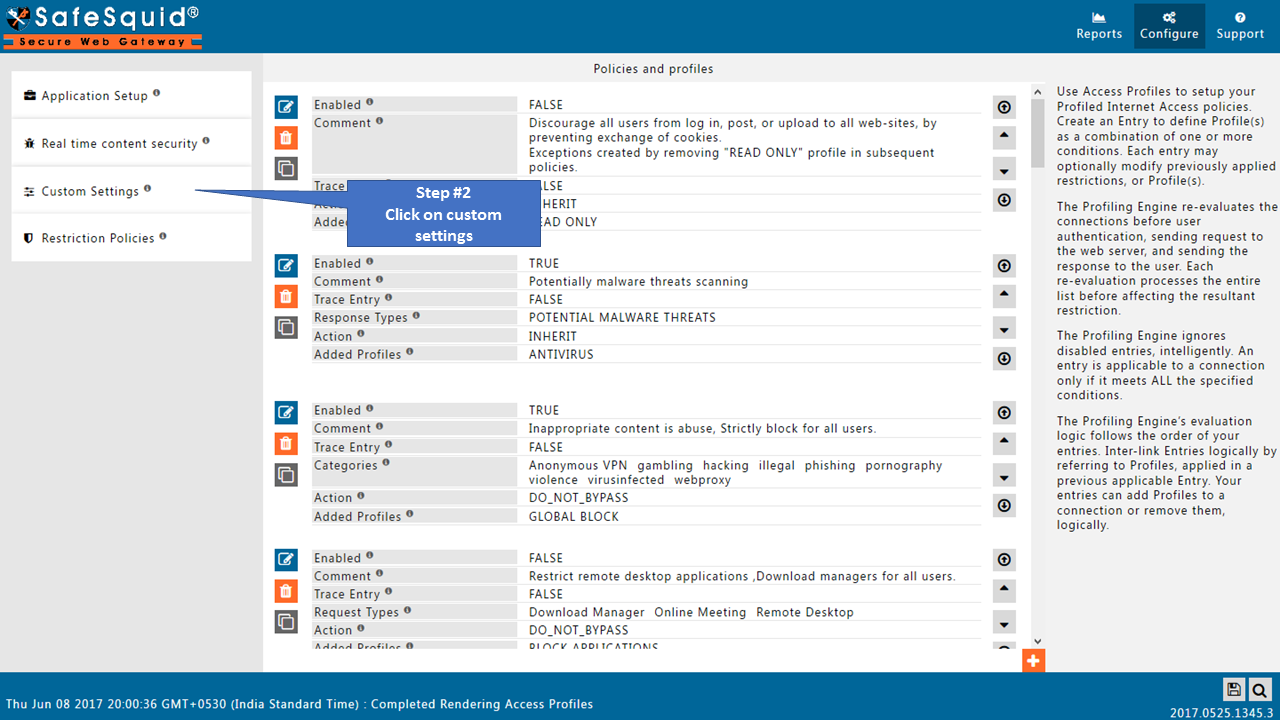 SafeSquid®
Secure Web Gateway
Reports
Configure
Support
Application Setup
Real time content security
Custom Settings
Restriction Policies
Step #2
Click on custom
settings
Policies and profiles
Enabled FALSE
Comment Discourage all users from log in, post, or upload to all web-sites, by
preventing exchange of cookies.
Exceptions created by removing "READ ONLY" profile in subsequent
policies.
Trace
Added
Enabled TRUE
Comment Potentially malware threats scanning
Trace Entry FALSE
Response Types POTENTIAL MALWARE THREATS
Action INHERIT
Added Profiles ANTIVIRUS
Enabled TRUE
Comment Inappropriate content is abuse, Strictly block for all users.
Trace Entry FALSE
Categories Anonymous VPN gambling hacking illegal phishing pornography
violence virusinfected webproxy
Action DO_NOT_BYPASS
Added Profiles GLOBAL BLOCK
Enabled FALSE
Comment Restrict remote desktop applications ,Download managers for all users.
Trace Entry FALSE
Request Types Download Manager Online Meeting Remote Desktop
Action DO_NOT_BYPASS
Added Profiles BLOCK APPLICATIONS
Use Access Profiles to setup your
Profiled Internet Access policies.
Create an Entry to define Profile(s)
as a combination of one or more
conditions. Each entry may
optionally modify previously applied
restrictions, or Profile(s).
The Profiling Engine re-evaluates the
connections before user
authentication, sending request to
the web server, and sending the
response to the user. Each
re-evaluation processes the entire
list before affecting the resultant
restriction.
The Profiling Engine ignores
disabled entries, intelligently. An
entry is applicable to a connection
only if it meets ALL the specified
conditions.
The Profiling Engine's evaluation
logic follows the order of your
entries. Inter-link Entries logically by
referring to Profiles, applied in a
previous applicable Entry. Your
entries can add Profiles to a
connection or remove them,
logically.
Thu Jun 08 2017 20:00:36 GMT+0530 (India Standard Time) : Completed Rendering Access Profiles
2017.0525.1345.3